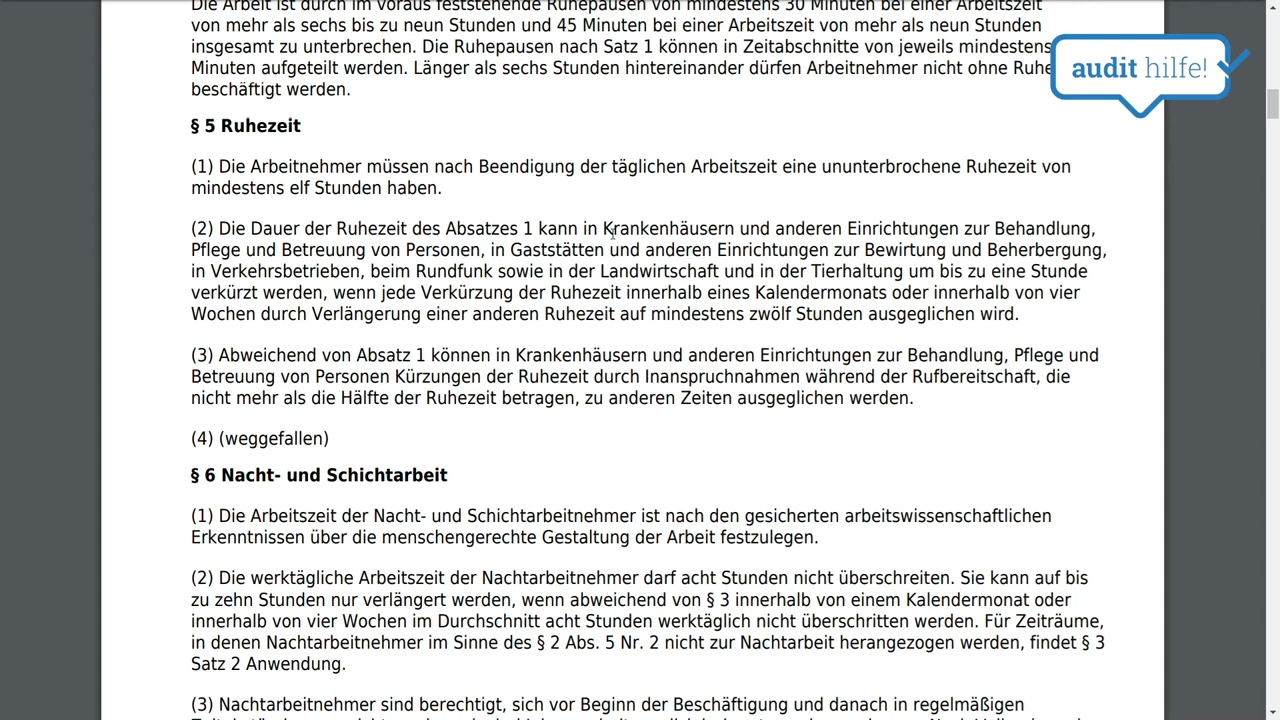 Die Arbeit ist durch im voraus feststehende Ruhepausen von mindestens 30 Minuten bei einer Arbeitszeit
von mehr als sechs bis zu neun Stunden und 45 Minuten bei einer Arbeitszeit von mehr als neun Stunden
insgesamt zu unterbrechen. Die Ruhepausen nach Satz 1 können in Zeitabschnitte von jeweils mindestens
Minuten aufgeteilt werden. Länger als sechs Stunden hintereinander dürfen Arbeitnehmer nicht ohne Ruhe
beschäftigt werden.
audit hilfe!
§ 5 Ruhezeit
(1) Die Arbeitnehmer müssen nach Beendigung der täglichen Arbeitszeit eine ununterbrochene Ruhezeit von
mindestens elf Stunden haben.
(2) Die Dauer der Ruhezeit des Absatzes 1 kann in Krankenhäusern und anderen Einrichtungen zur Behandlung,
Pflege und Betreuung von Personen, in Gaststätten und anderen Einrichtungen zur Bewirtung und Beherbergung,
in Verkehrsbetrieben, beim Rundfunk sowie in der Landwirtschaft und in der Tierhaltung um bis zu eine Stunde
verkürzt werden, wenn jede Verkürzung der Ruhezeit innerhalb eines Kalendermonats oder innerhalb von vier
Wochen durch Verlängerung einer anderen Ruhezeit auf mindestens zwölf Stunden ausgeglichen wird.
(3) Abweichend von Absatz 1 können in Krankenhäusern und anderen Einrichtungen zur Behandlung, Pflege und
Betreuung von Personen Kürzungen der Ruhezeit durch Inanspruchnahmen während der Rufbereitschaft, die
nicht mehr als die Hälfte der Ruhezeit betragen, zu anderen Zeiten ausgeglichen werden.
(4) (weggefallen)
§ 6 Nacht- und Schichtarbeit
(1) Die Arbeitszeit der Nacht- und Schichtarbeitnehmer ist nach den gesicherten arbeitswissenschaftlichen
Erkenntnissen über die menschengerechte Gestaltung der Arbeit festzulegen.
(2) Die werktägliche Arbeitszeit der Nachtarbeitnehmer darf acht Stunden nicht überschreiten. Sie kann auf bis
zu zehn Stunden nur verlängert werden, wenn abweichend von § 3 innerhalb von einem Kalendermonat oder
innerhalb von vier Wochen im Durchschnitt acht Stunden werktäglich nicht überschritten werden. Für Zeiträume,
in denen Nachtarbeitnehmer im Sinne des § 2 Abs. 5 Nr. 2 nicht zur Nachtarbeit herangezogen werden, findet § 3
Satz 2 Anwendung.
(3) Nachtarbeitnehmer sind berechtigt, sich vor Beginn der Beschäftigung und danach in regelmäßigen